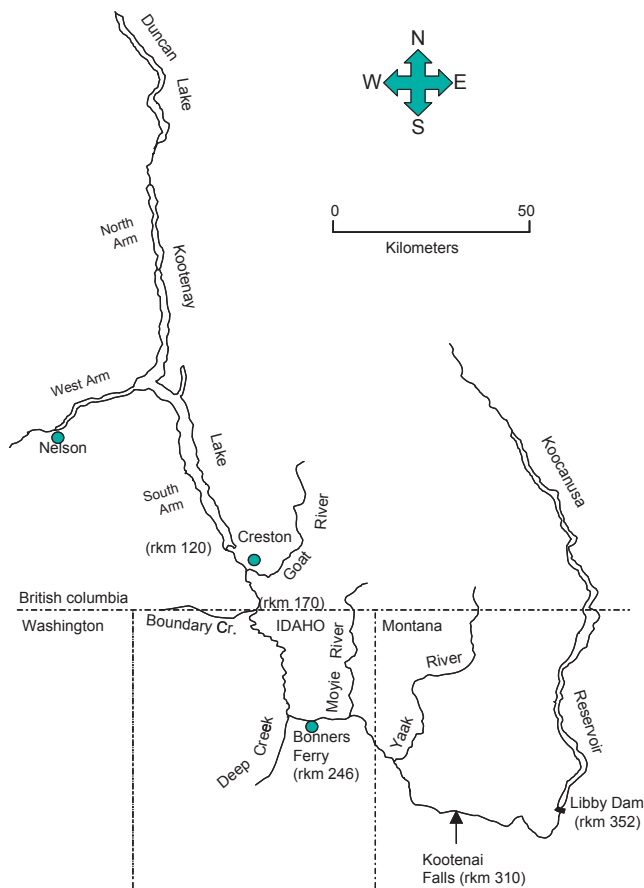 Duncan
Lake
N
W
E
S
0
50
Kilometers
North
Arm
Kootenay
West Arm
Nelson
Lake
South
Arm
Koocanusa
River
Creston
Goat
(rkm 120)
British columbia
(rkm 170)
Washington
Boundary Cr.
IDAHO
Montana
River
Moyie
River
Yaak
Reservoir
Deep Creek
Bonners
Ferry
(rkm 246)
Libby Dam
(rkm 352)
Kootenai
Falls (rkm 310)